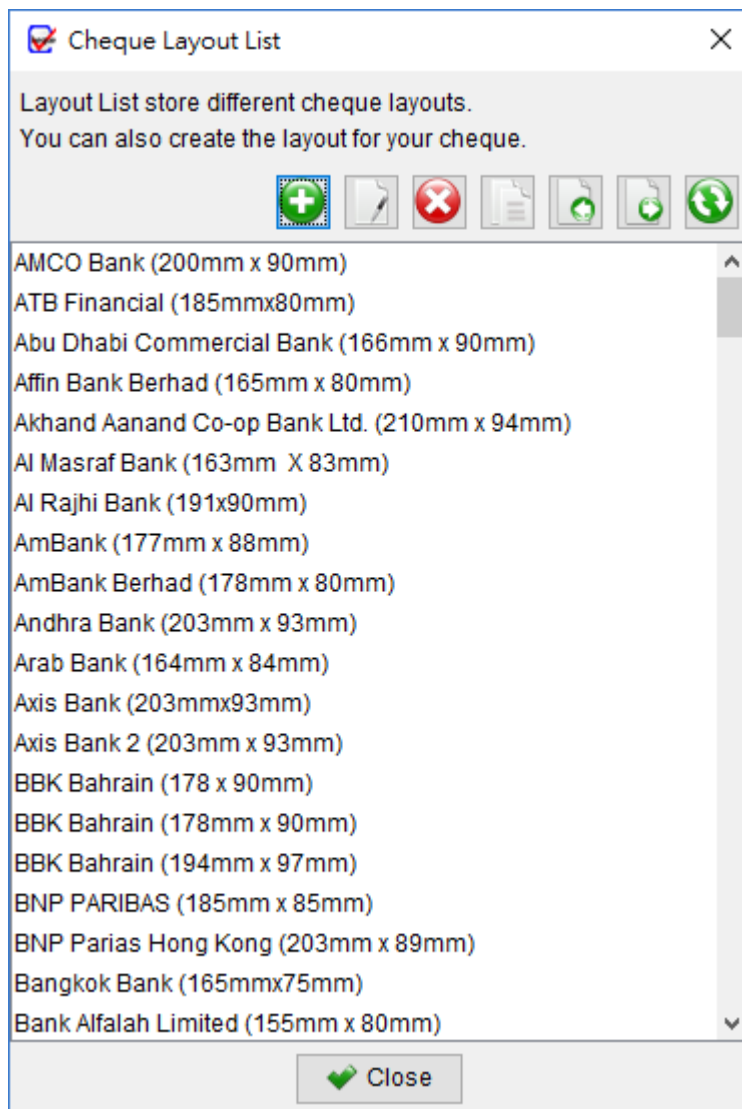 Cheque Layout List
Layout List store different cheque layouts.
You can also create the layout for your cheque.
AMCO Bank (200mm x 90mm)
ATB Financial (185mmx80mm)
Abu Dhabi Commercial Bank (166mm x 90mm)
Affin Bank Berhad (165mm x 80mm)
Akhand Aanand Co-op Bank Ltd. (210mm x 94mm)
Al Masraf Bank (163mm  X 83mm)
Al Rajhi Bank (191x90mm)
AmBank (177mm x 88mm)
AmBank Berhad (178mm x 80mm)
Andhra Bank (203mm x 93mm)
Arab Bank (164mm x 84mm)
Axis Bank (203mmx93mm)
Axis Bank 2 (203mm x 93mm)
BBK Bahrain (178 x 90mm)
BBK Bahrain (178mm x 90mm)
BBK Bahrain (194mm x 97mm)
BNP PARIBAS (185mm x 85mm)
BNP Parias Hong Kong (203mm x 89mm)
Bangkok Bank (165mmx75mm)
Bank Alfalah Limited (155mm x 80mm)
Close